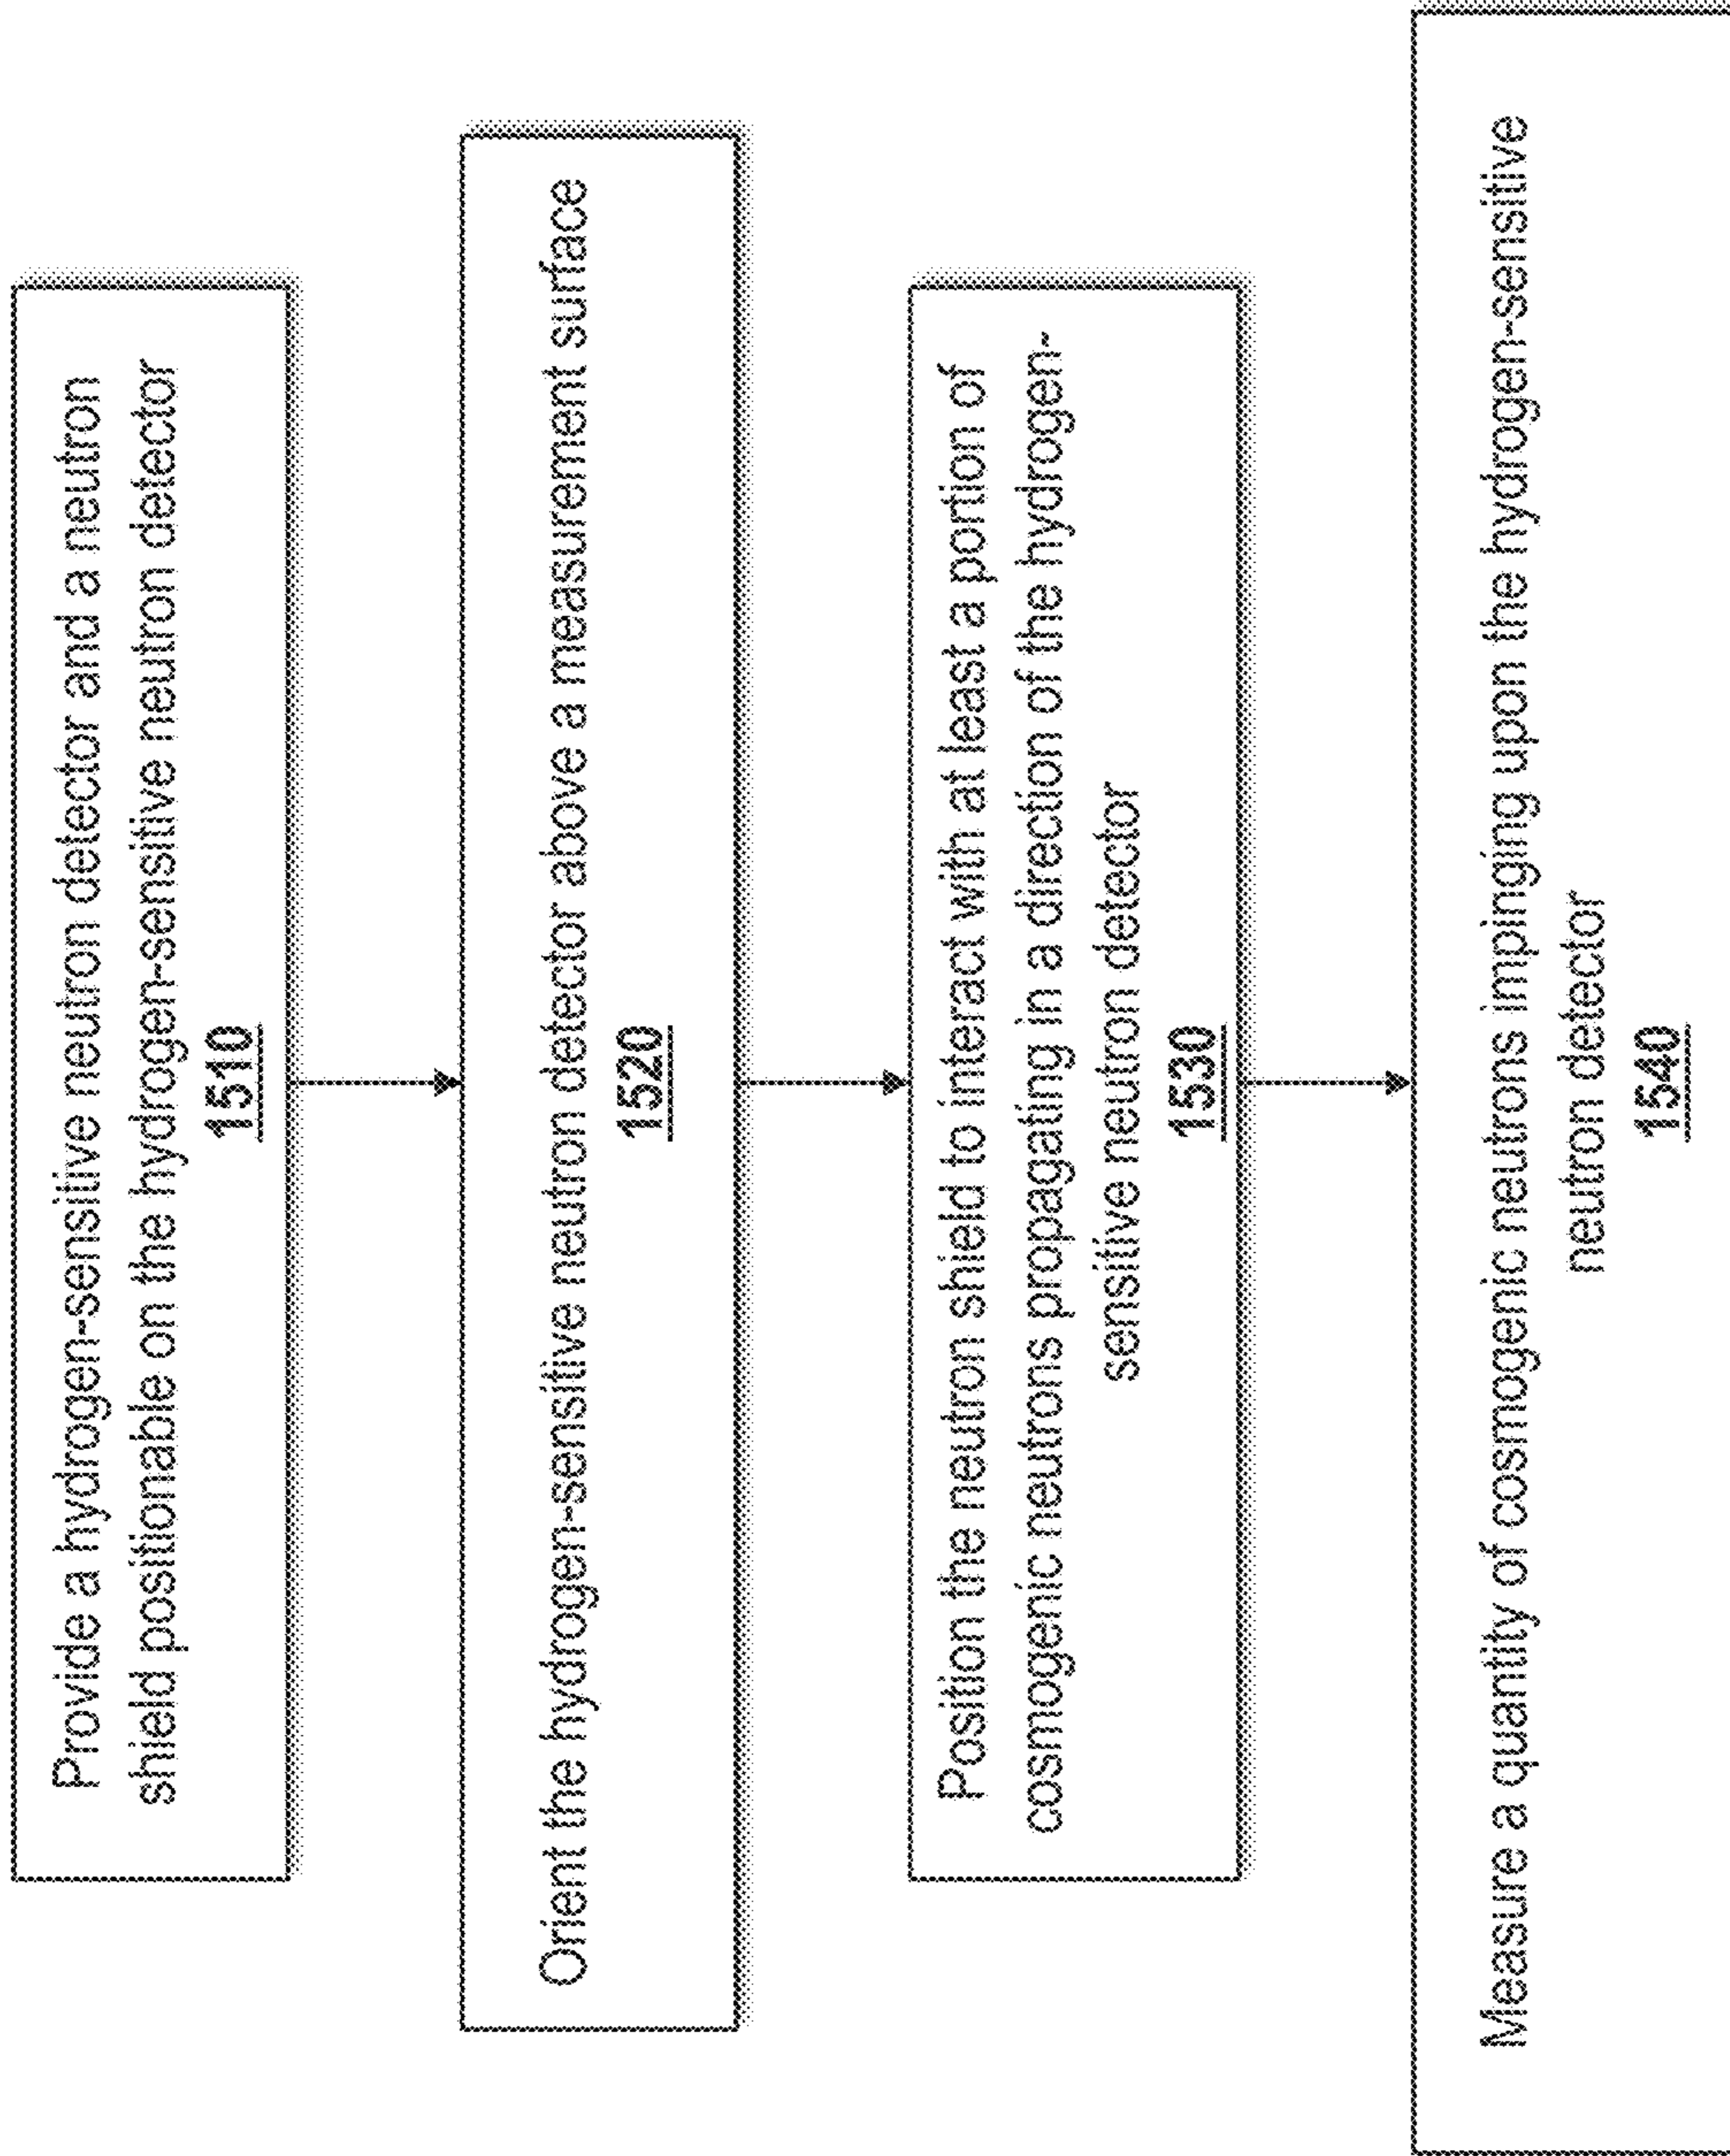 Provide a hydrogen-sensitive neutron detector and a neutron
shield positionable on the hydrogen-sensitive neutron detector
1510
Orient the hydrogen-sensitive neutron detector above a measurement surface
1520
Position the neutron shield to interact with at least a portion of
cosmogenic neutrons propagating in a direction of the hydrogen-
sensitive neutron detector
1530
Measure a quantity of cosmogenic neutrons impinging upon the hydrogen-sensitive
neutron detector
1540